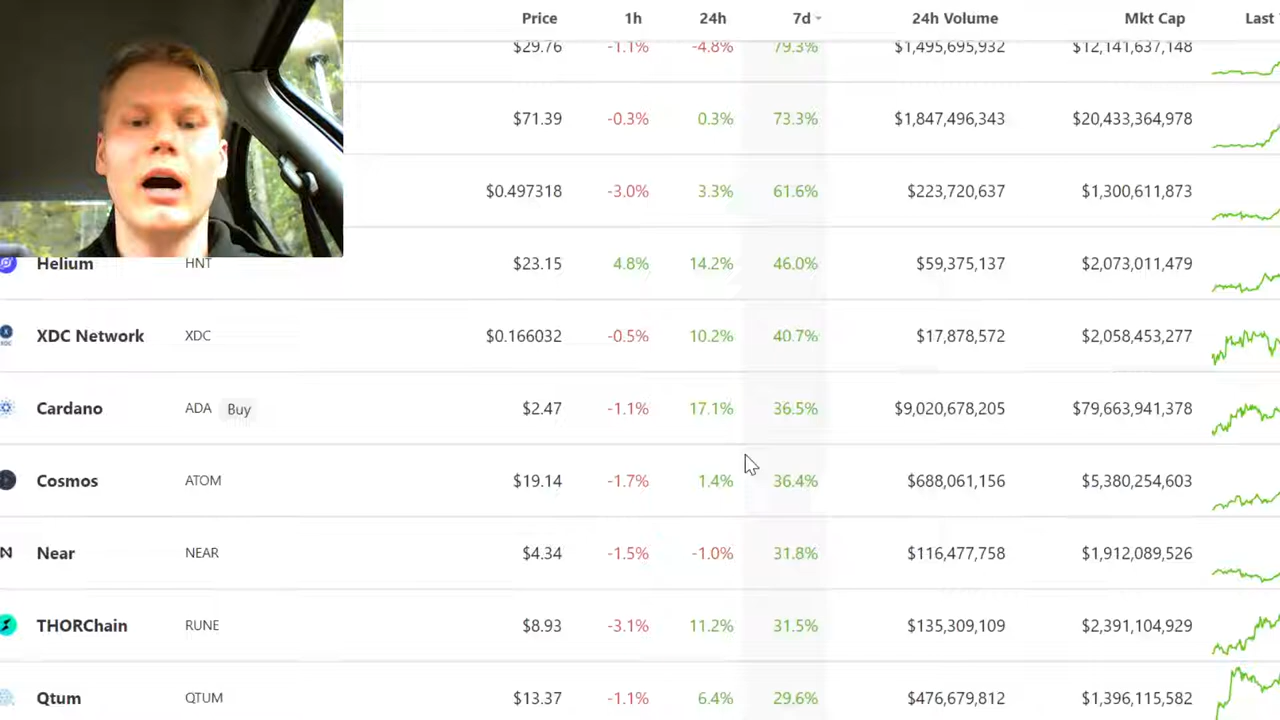 Price 1h 24h 7d 24h Volume Mkt Cap Last
$29.76 -1.1% -4.8% 79.3% $1,495,695,932 $12,141,637,148
$71.39 -0.3% 0.3% 73.3% $1,847,496,343 $20,433,364,978
$0.497318 -3.0% 3.3% 61.6% $223,720,637 $1,300,611,873
Helium HNT $23.15 4.8% 14.2% 46.0% $59,375,137 $2,073,011,479
XDC Network XDC $0.166032 -0.5% 10.2% 40.7% $17,878,572 $2,058,453,277
Cardano ADA Buy $2.47 -1.1% 17.1% 36.5% $9,020,678,205 $79,663,941,378
Cosmos ATOM $19.14 -1.7% 1.4% 36.4% $688,061,156 $5,380,254,603
Near NEAR $4.34 -1.5% -1.0% 31.8% $116,477,758 $1,912,089,526
THORChain RUNE $8.93 -3.1% 11.2% 31.5% $135,309,109 $2,391,104,929
Qtum QTUM $13.37 -1.1% 6.4% 29.6% $476,679,812 $1,396,115,582